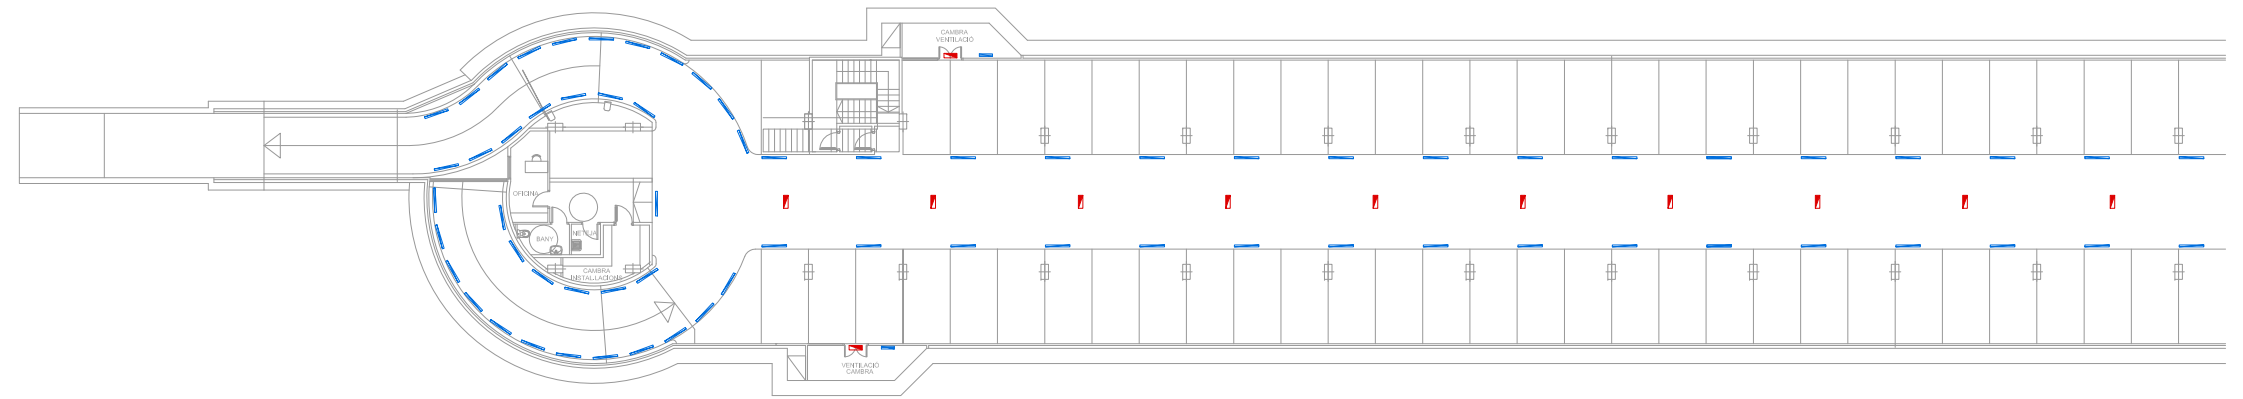 CAMBRA
VENTILACIÓ
OFICINA
BANY
NETEJA
CAMBRA
INSTAL.LACIONS
VENTILACIÓ
CAMBRA